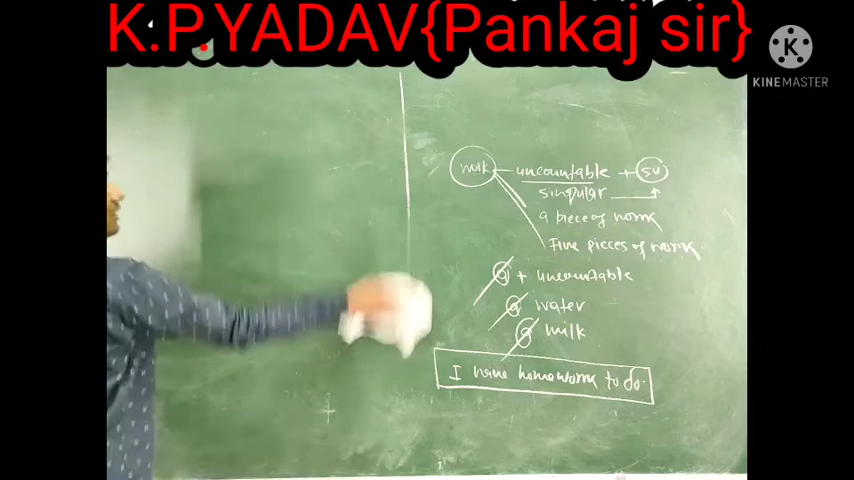 K.P.YADAV{Pankaj sir}
K
KINEMASTER
work uncountable + SV
singular
a piece of work
Five pieces of work.
a + uncountable
a water
a milk
I have homework to do.